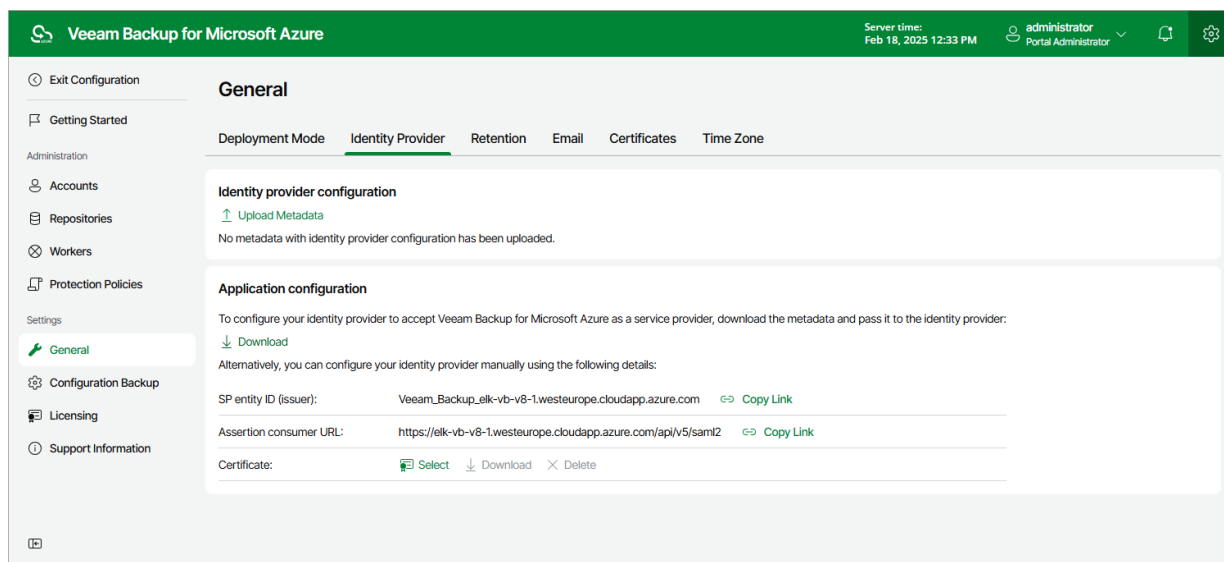 Veeam Backup for Microsoft Azure
Server time:
Feb 18, 2025 12:33 PM
administrator
Portal Administrator
Exit Configuration
Getting Started
Administration
Accounts
Repositories
Workers
Protection Policies
Settings
General
Configuration Backup
Licensing
Support Information
General
Deployment Mode Identity Provider Retention Email Certificates Time Zone
Identity provider configuration
Upload Metadata
No metadata with identity provider configuration has been uploaded.
Application configuration
To configure your identity provider to accept Veeam Backup for Microsoft Azure as a service provider, download the metadata and pass it to the identity provider:
Download
Alternatively, you can configure your identity provider manually using the following details:
SP entity ID (issuer): Veeam_Backup_elk-vb-v8-1.westeurope.cloudapp.azure.com Copy Link
Assertion consumer URL: https://elk-vb-v8-1.westeurope.cloudapp.azure.com/api/v5/saml2 Copy Link
Certificate: Select Download Delete